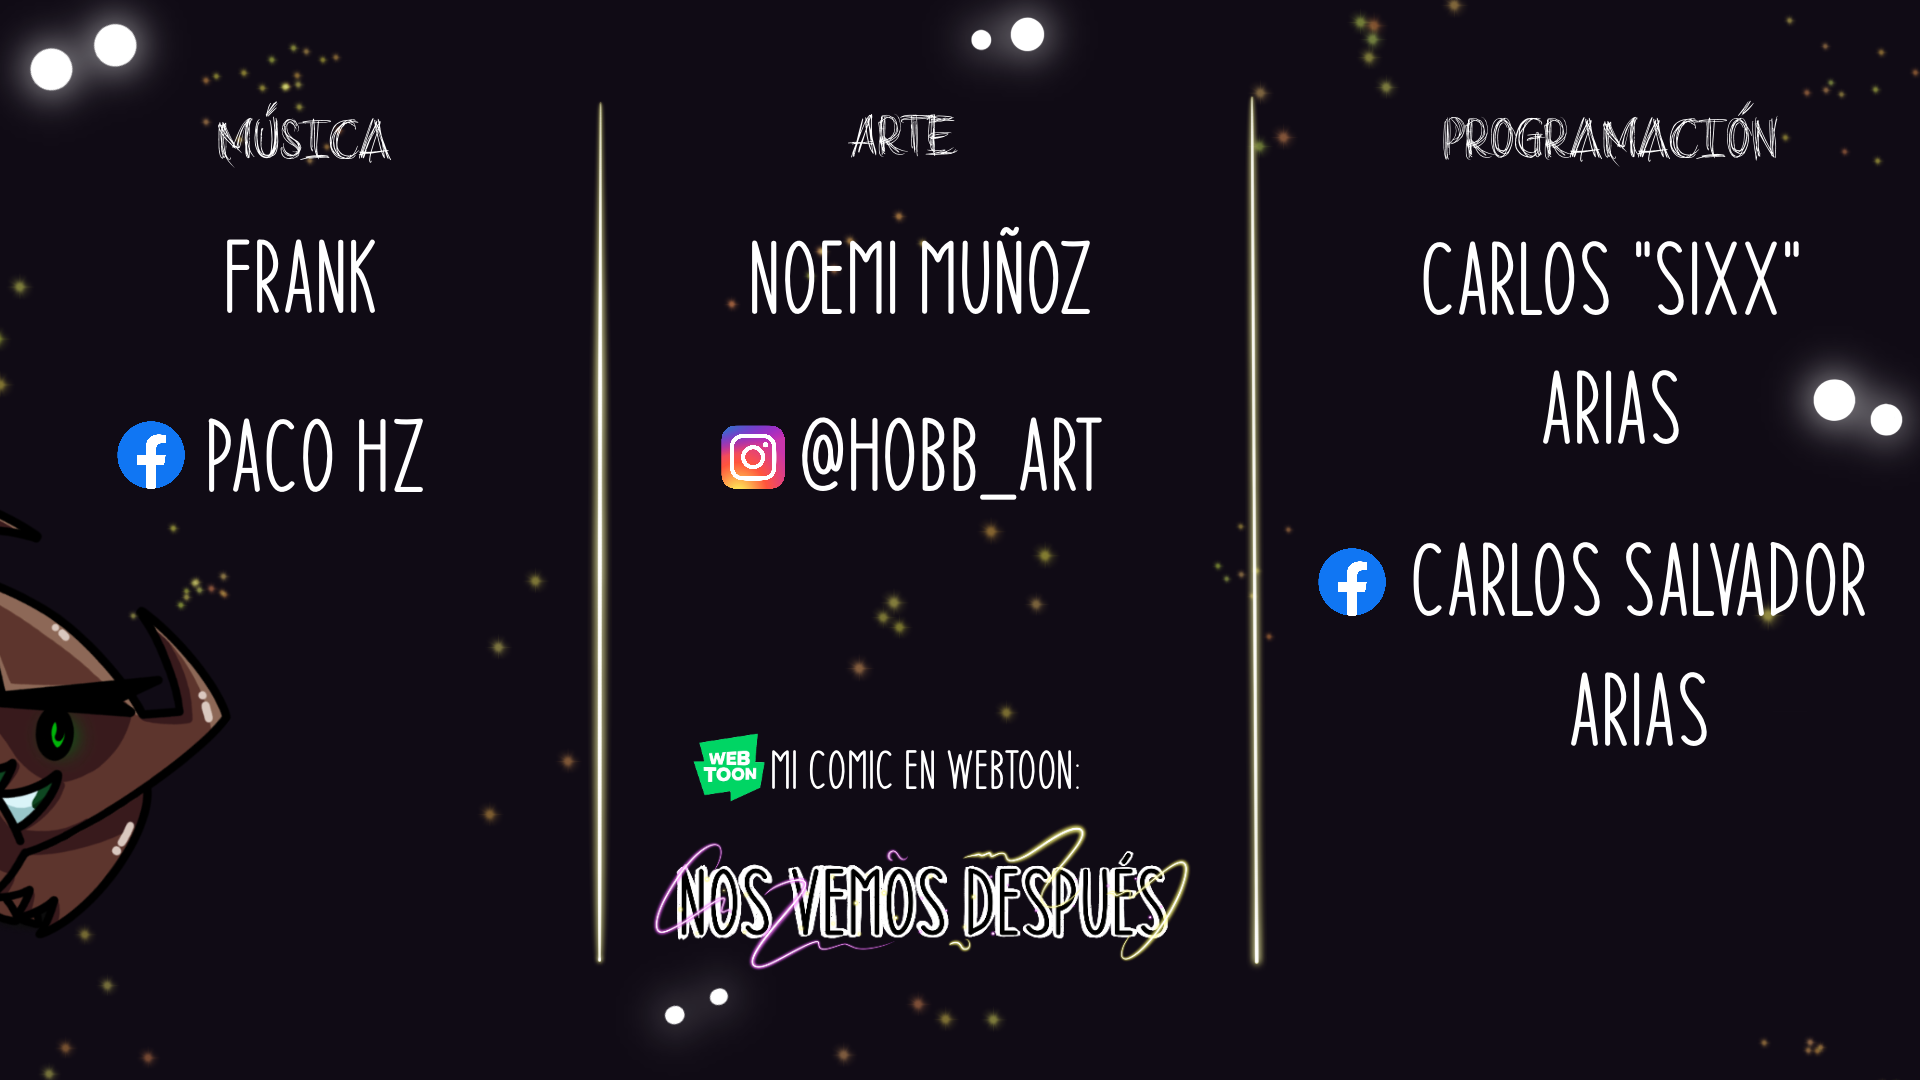 MÚSICA
FRANK
PACO HZ
ARTE
NOEMI MUÑOZ
@HOBB_ART
WEB
TOON
MI COMIC EN WEBTOON:
NOS VEMOS DESPUÉS
PROGRAMACIÓN
CARLOS "SIXX"
ARIAS
CARLOS SALVADOR
ARIAS